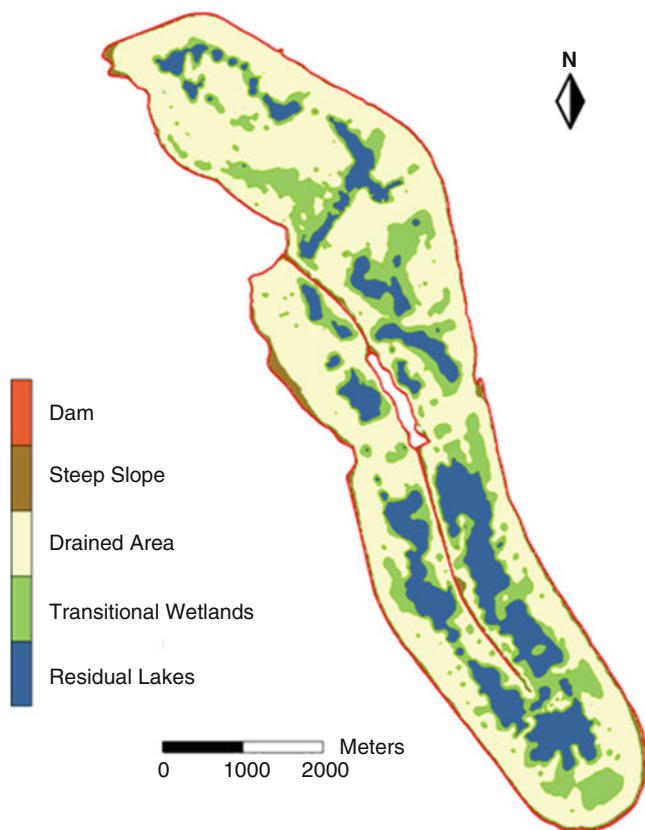 N
Dam
Steep Slope
Drained Area
Transitional Wetlands
Residual Lakes
Meters
0 1000 2000